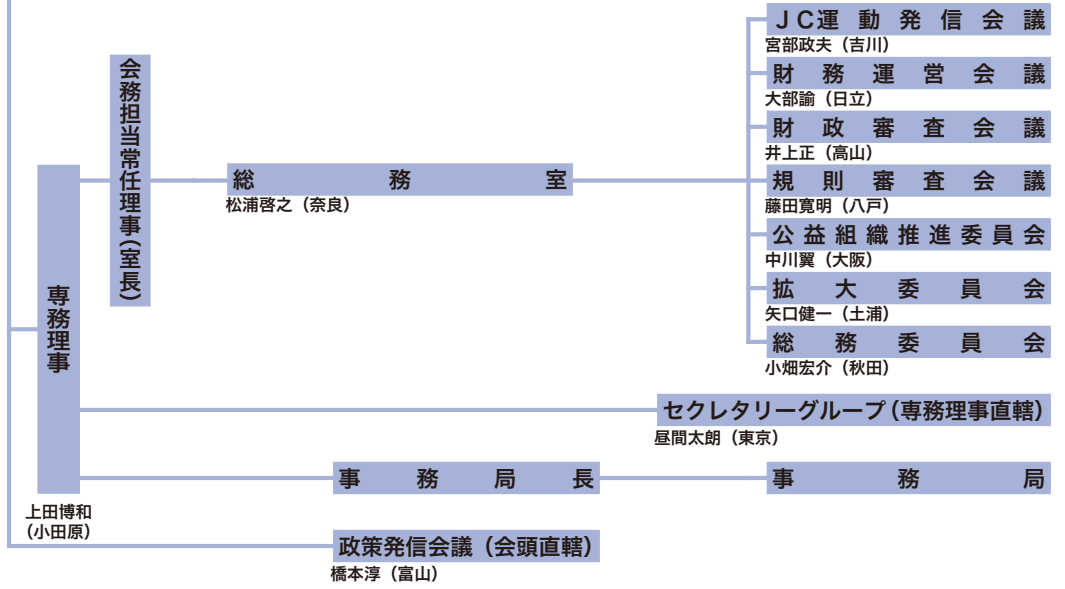 専務理事
上田博和
(小田原)
会務担当常任理事(室長)
総務室
松浦啓之(奈良)
JC運動発信会議
宮部政夫(吉川)
財務運営会議
大部諭(日立)
財政審査会議
井上正(高山)
規則審査会議
藤田寛明(八戸)
公益組織推進委員会
中川翼(大阪)
拡大委員会
矢口健一(土浦)
総務委員会
小畑宏介(秋田)
セクレタリーグループ(専務理事直轄)
昼間太朗(東京)
事務局長
事務局
政策発信会議(会頭直轄)
橋本淳(富山)